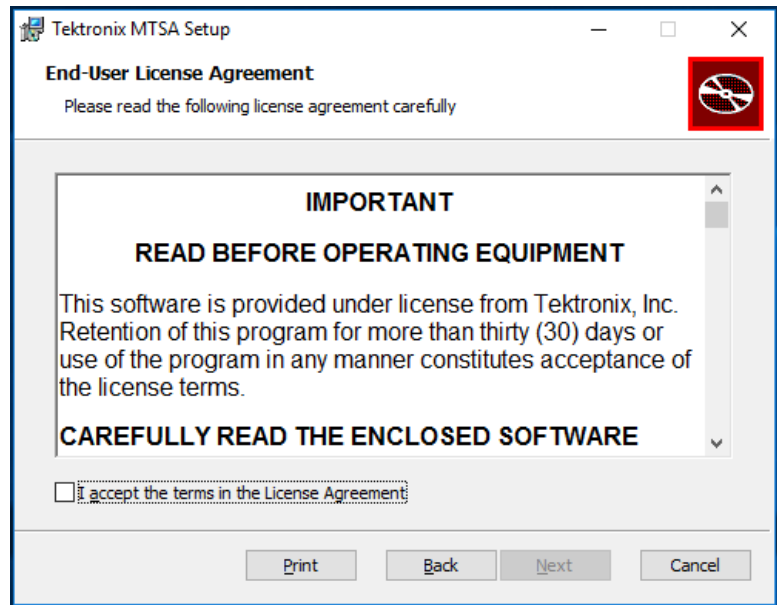 Tektronix MTSA Setup
End-User License Agreement
Please read the following license agreement carefully
IMPORTANT
READ BEFORE OPERATING EQUIPMENT
This software is provided under license from Tektronix, Inc.
Retention of this program for more than thirty (30) days or
use of the program in any manner constitutes acceptance of
the license terms.
CAREFULLY READ THE ENCLOSED SOFTWARE
I accept the terms in the License Agreement
Print Back Next Cancel